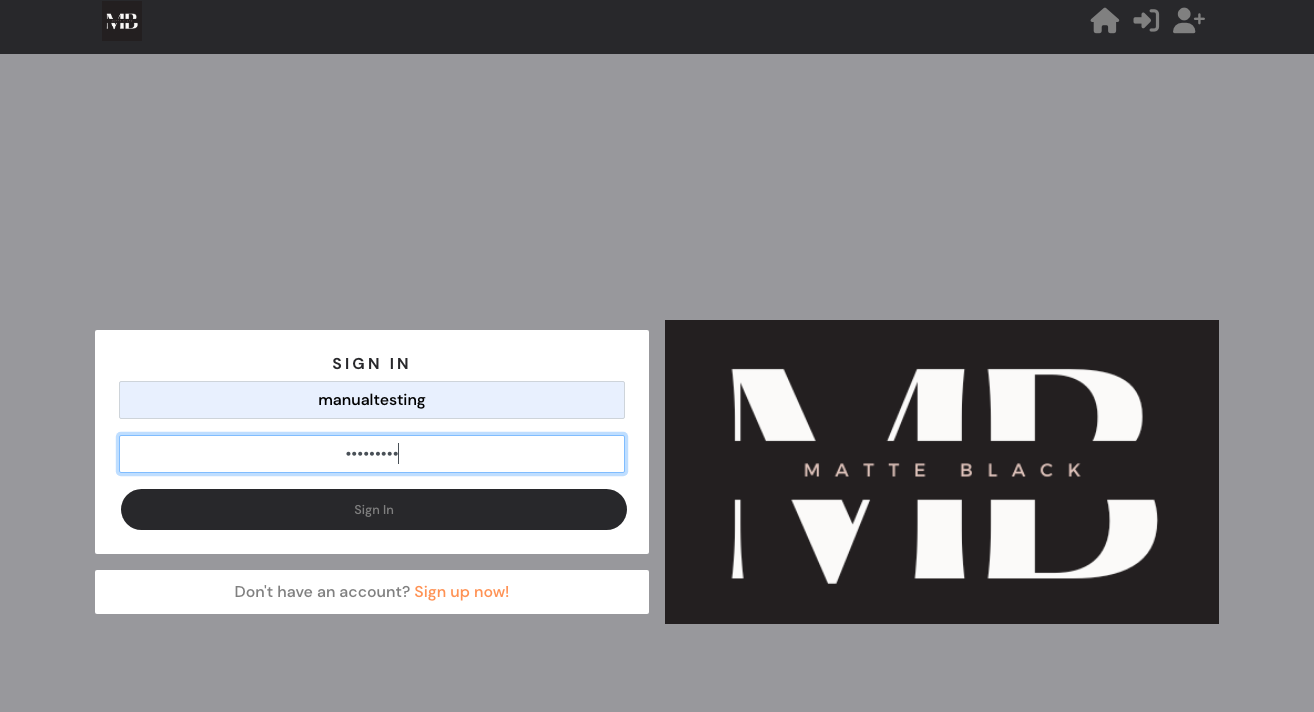 MB
SIGN IN
manualtesting
•••••••••
Sign In
Don't have an account? Sign up now!
MB
MATTE BLACK